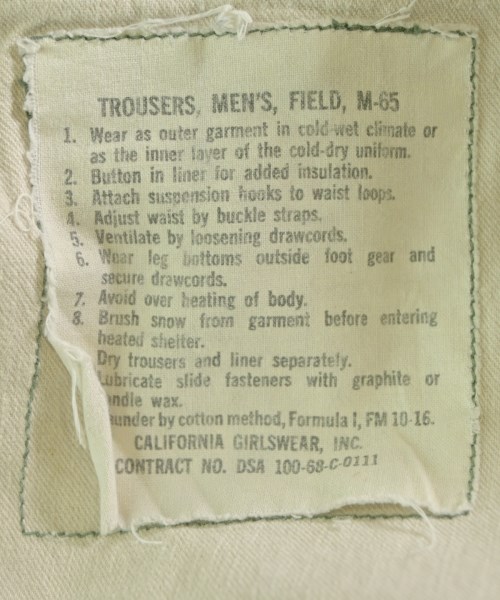 TROUSERS, MEN'S, FIELD, M-65
1. Wear as outer garment in cold-wet climate or
as the inner layer of the cold-dry uniform.
2. Button in liner for added insulation.
3. Attach suspension hooks to waist loops.
4. Adjust waist by buckle straps.
5. Ventilate by loosening drawcords.
6. Wear leg bottoms outside foot gear and
secure drawcords.
7. Avoid over heating of body.
8. Brush snow from garment before entering
heated shelter.
Dry trousers and liner separately.
Lubricate slide fasteners with graphite or
ndle wax.
aunder by cotton method, Formula I, FM 10-16.
CALIFORNIA GIRLSWEAR, INC.
CONTRACT NO. DSA 100-68-C-0111